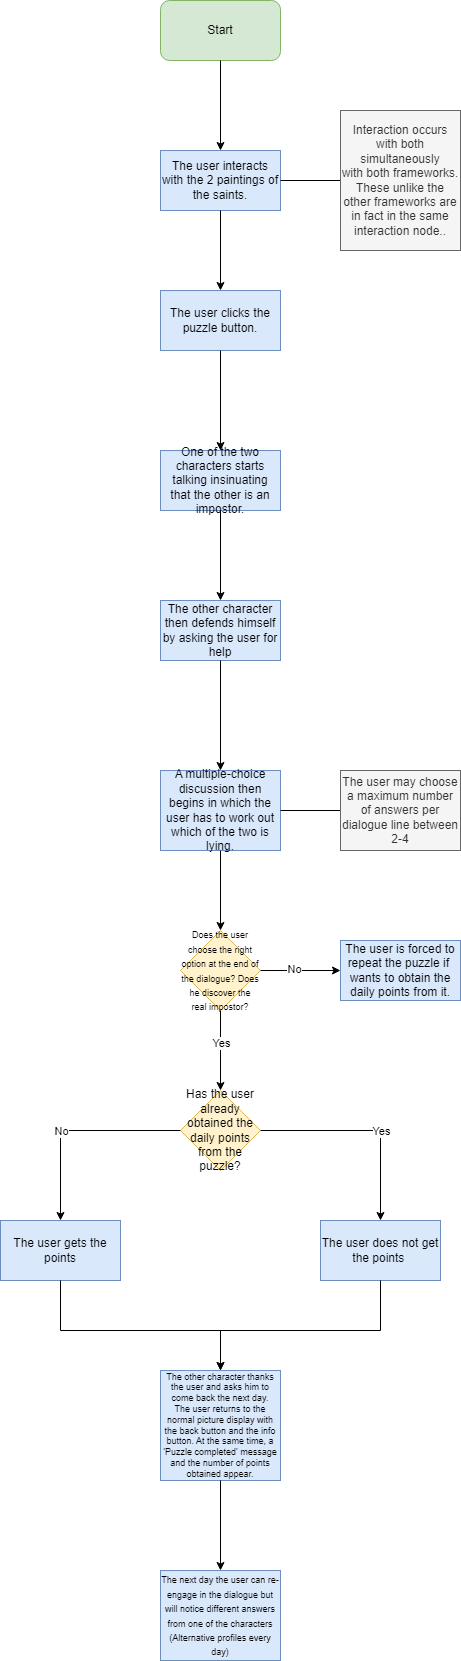 Start
The user interacts
with the 2 paintings of
the saints.
Interaction occurs
with both
simultaneously
with both frameworks.
These unlike the
other frameworks are
in fact in the same
interaction node..
The user clicks the
puzzle button.
One of the two
characters starts
talking insinuating
that the other is an
impostor.
The other character
then defends himself
by asking the user for
help
A multiple-choice
discussion then
begins in which the
user has to work out
which of the two is
lying.
The user may choose
a maximum number
of answers per
dialogue line between
2-4
Does the user
choose the right
option at the end of
the dialogue? Does
he discover the
real impostor?
No
The user is forced to
repeat the puzzle if
wants to obtain the
daily points from it.
Yes
Has the user
already
obtained the
daily points
from the
puzzle?
No
Yes
The user gets the
points
The user does not get
the points
The other character thanks
the user and asks him to
come back the next day.
The user returns to the
normal picture display with
the back button and the info
button. At the same time, a
'Puzzle completed' message
and the number of points
obtained appear.
The next day the user can re-
engage in the dialogue but
will notice different answers
from one of the characters
(Alternative profiles every
day)